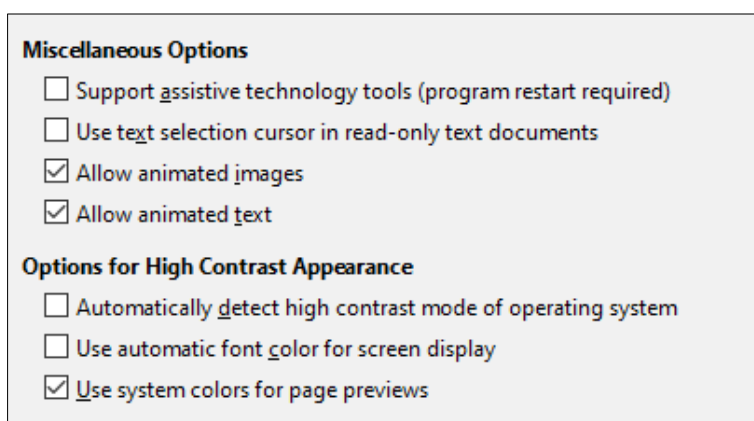 Miscellaneous Options
Support assistive technology tools (program restart required)
Use text selection cursor in read-only text documents
Allow animated images
Allow animated text
Options for High Contrast Appearance
Automatically detect high contrast mode of operating system
Use automatic font color for screen display
Use system colors for page previews